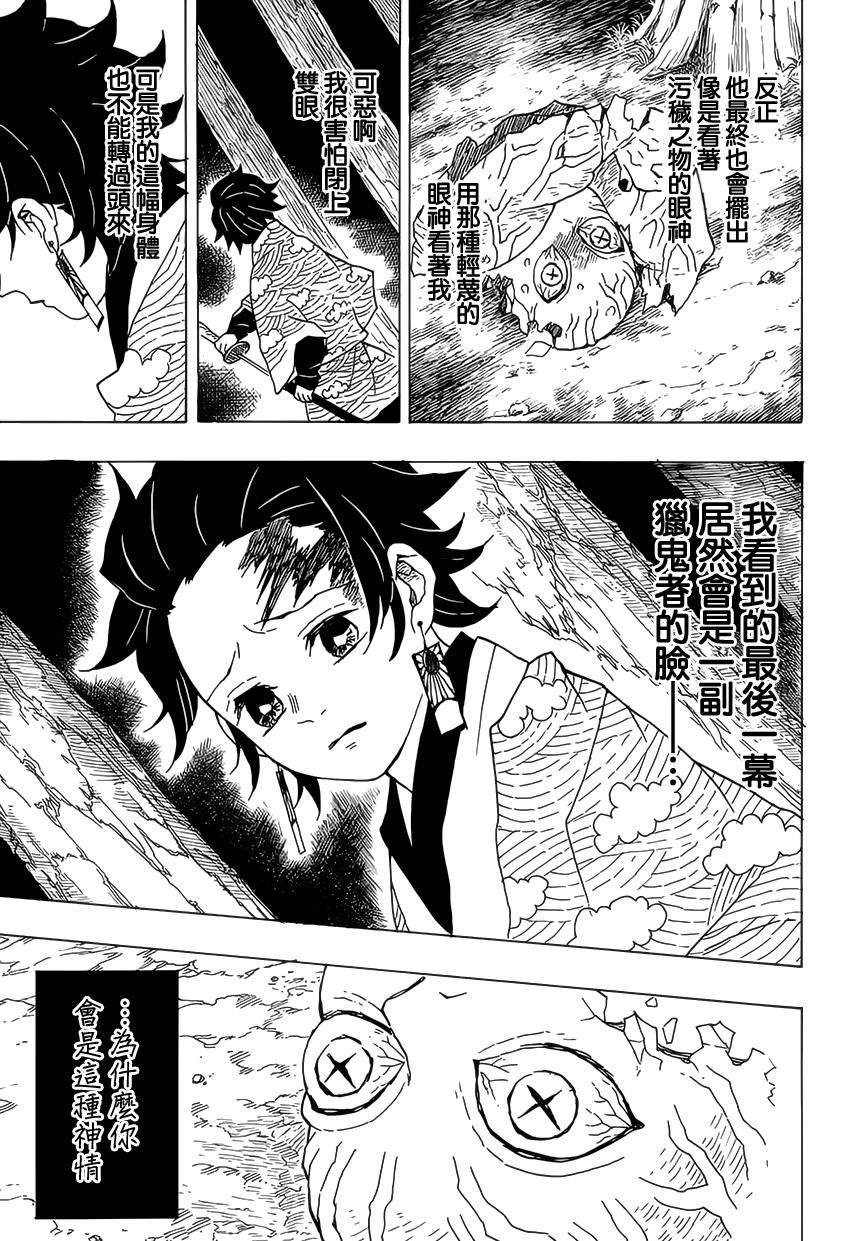 反正
他最終也會擺出
像是看著
污穢之物的眼神
用那種輕蔑的
眼神看著我
め
可惡啊
我很害怕閉上
雙眼
可是我的這幅身體
也不能轉過頭來
我看到的最後一幕
居然會是一副
獵鬼者的臉——…
…為什麼你
會是這種神情